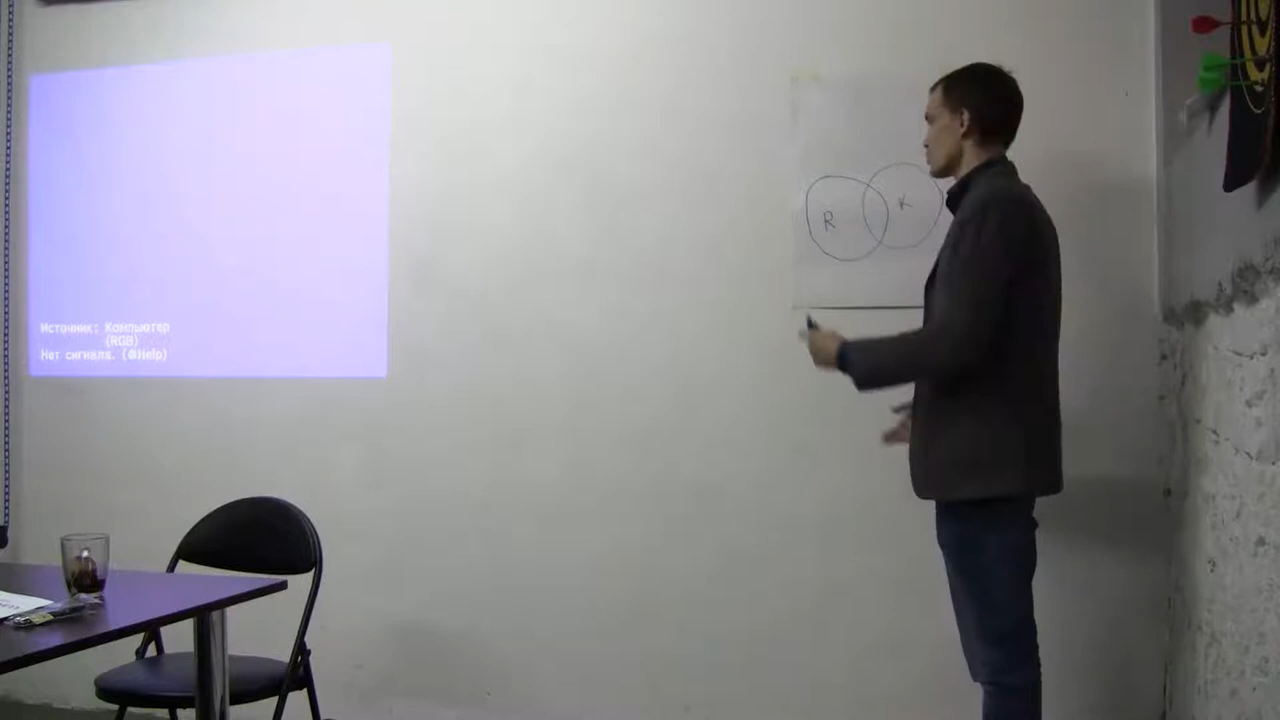 Источник: Компьютер
(RGB)
Нет сигнала. (@Help)
R
K